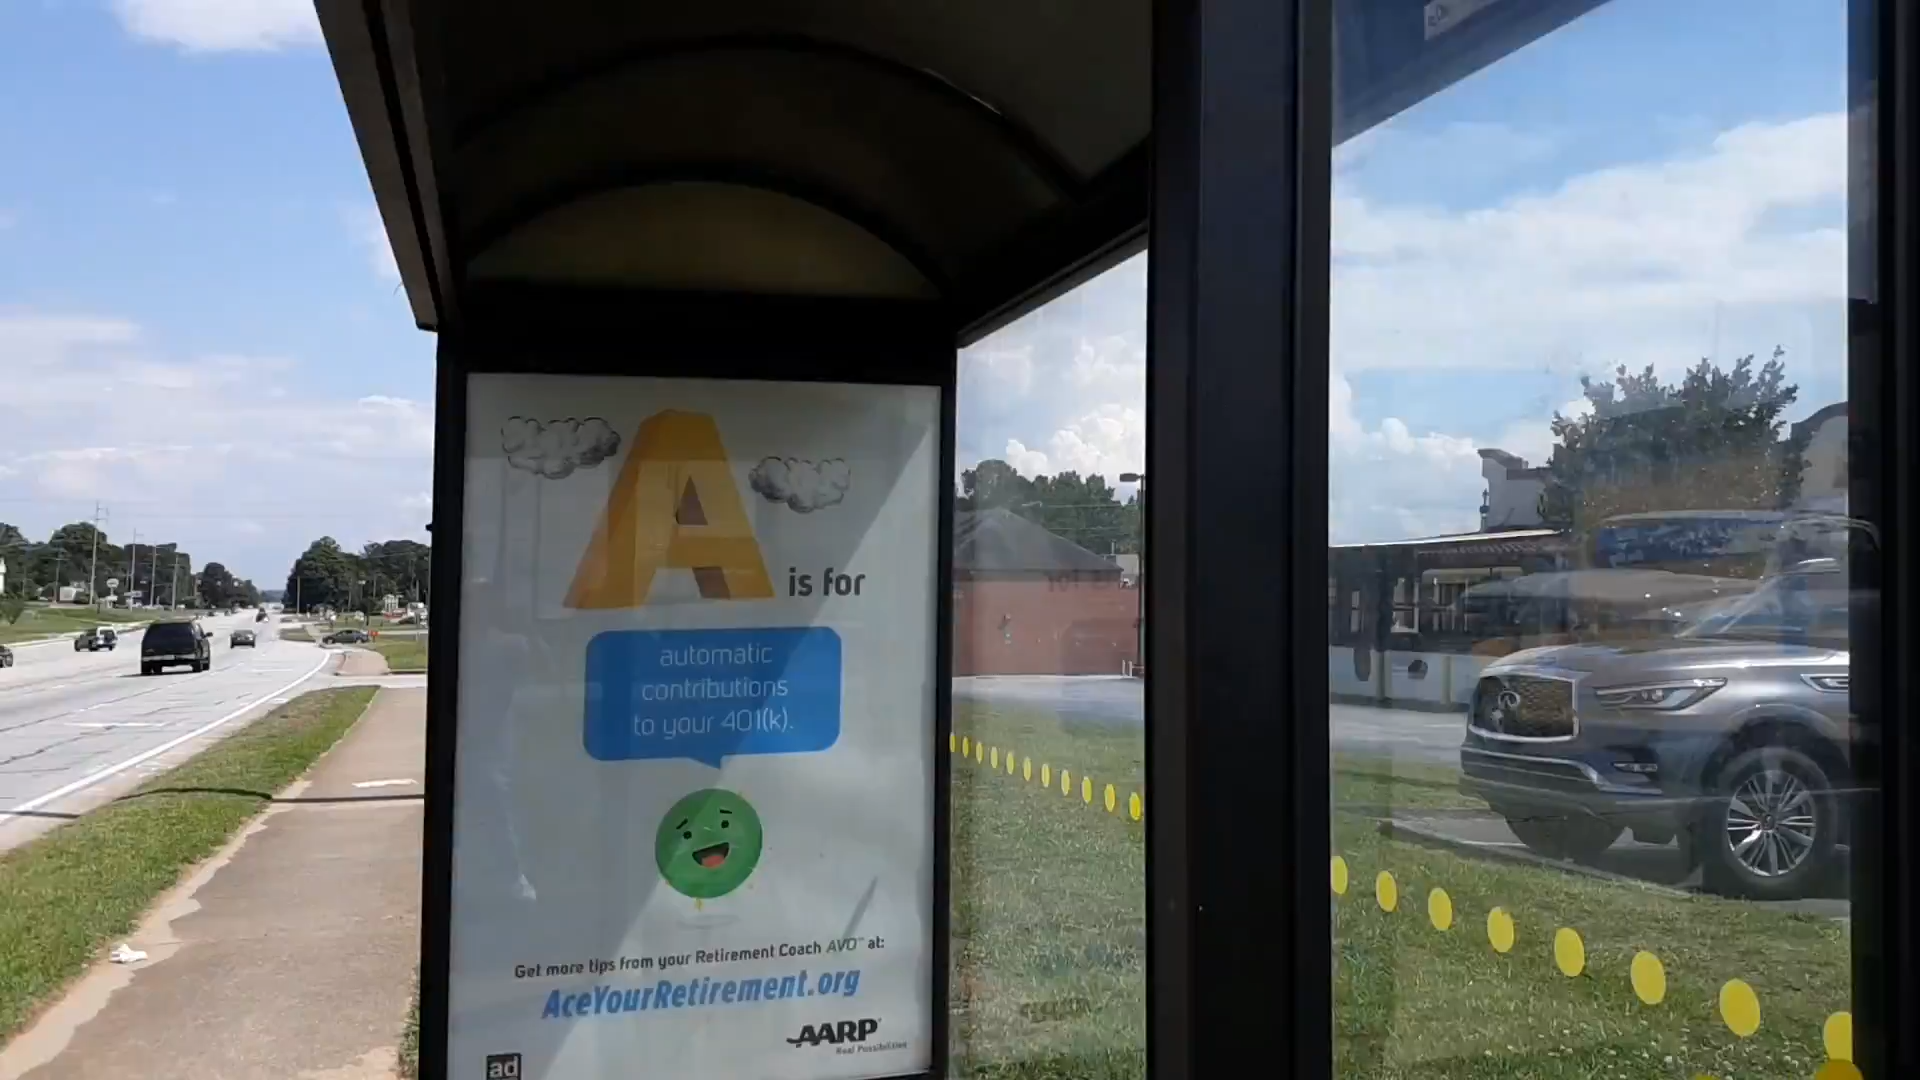 A is for
automatic
contributions
to your 401(k).
Get more tips from your Retirement Coach AVO™ at:
AceYourRetirement.org
AARP®
Real Possibilities
ad